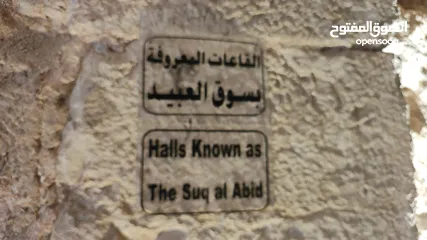 السوق المفتوح
opensooq
القاعات المعروفة
بسوق العبيد
Halls Known as
The Suq al Abid